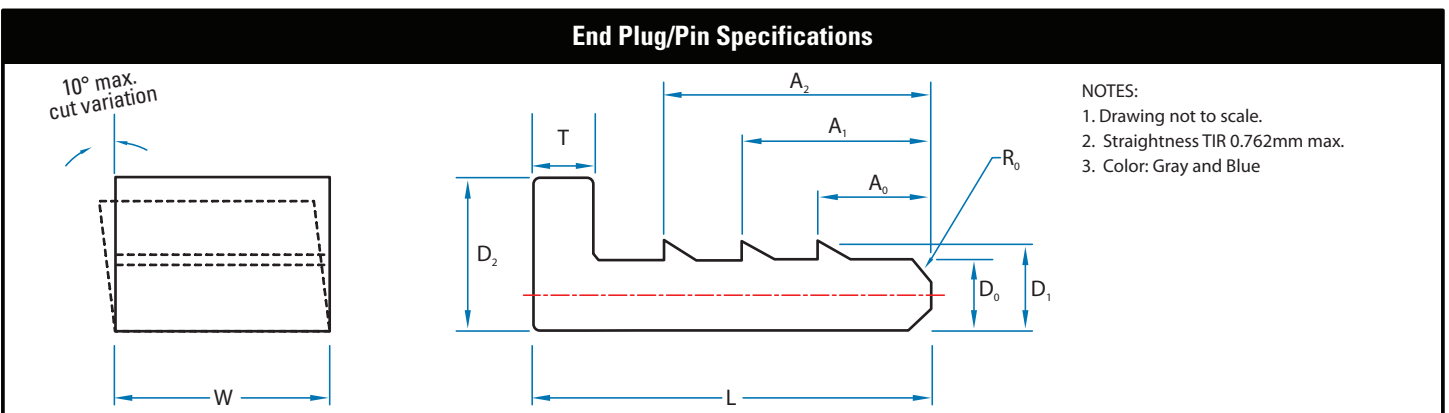 End Plug/Pin Specifications
10° max.
cut variation
A₂
A₁
T
A₀
R₀
D₂
D₀
D₁
W
L
NOTES:
1. Drawing not to scale.
2. Straightness TIR 0.762mm max.
3. Color: Gray and Blue